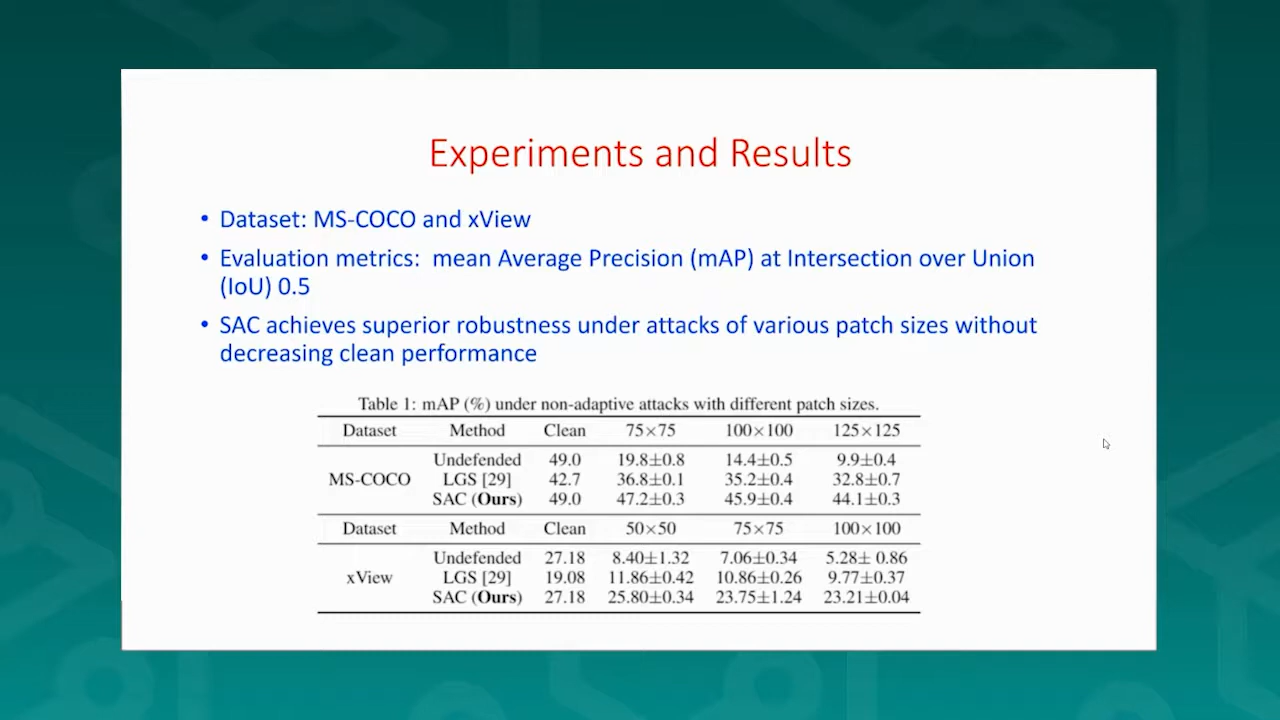 Experiments and Results
• Dataset: MS-COCO and xView
• Evaluation metrics: mean Average Precision (mAP) at Intersection over Union
(IoU) 0.5
• SAC achieves superior robustness under attacks of various patch sizes without
decreasing clean performance
Table 1: mAP (%) under non-adaptive attacks with different patch sizes.
Dataset Method Clean 75×75 100×100 125×125
Undefended 49.0 19.8±0.8 14.4±0.5 9.9±0.4
MS-COCO LGS [29] 42.7 36.8±0.1 35.2±0.4 32.8±0.7
SAC (Ours) 49.0 47.2±0.3 45.9±0.4 44.1±0.3
Dataset Method Clean 50×50 75×75 100×100
Undefended 27.18 8.40±1.32 7.06±0.34 5.28± 0.86
xView LGS [29] 19.08 11.86±0.42 10.86±0.26 9.77±0.37
SAC (Ours) 27.18 25.80±0.34 23.75±1.24 23.21±0.04